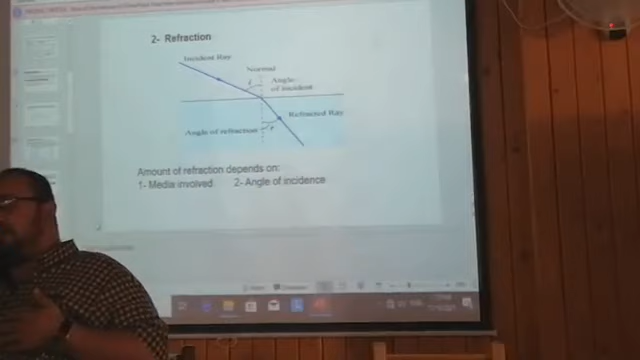 2- Refraction
Incident Ray
Normal
i
Angle
of incident
Refracted Ray
Angle of refraction
r
Amount of refraction depends on:
1- Media involved 2- Angle of incidence